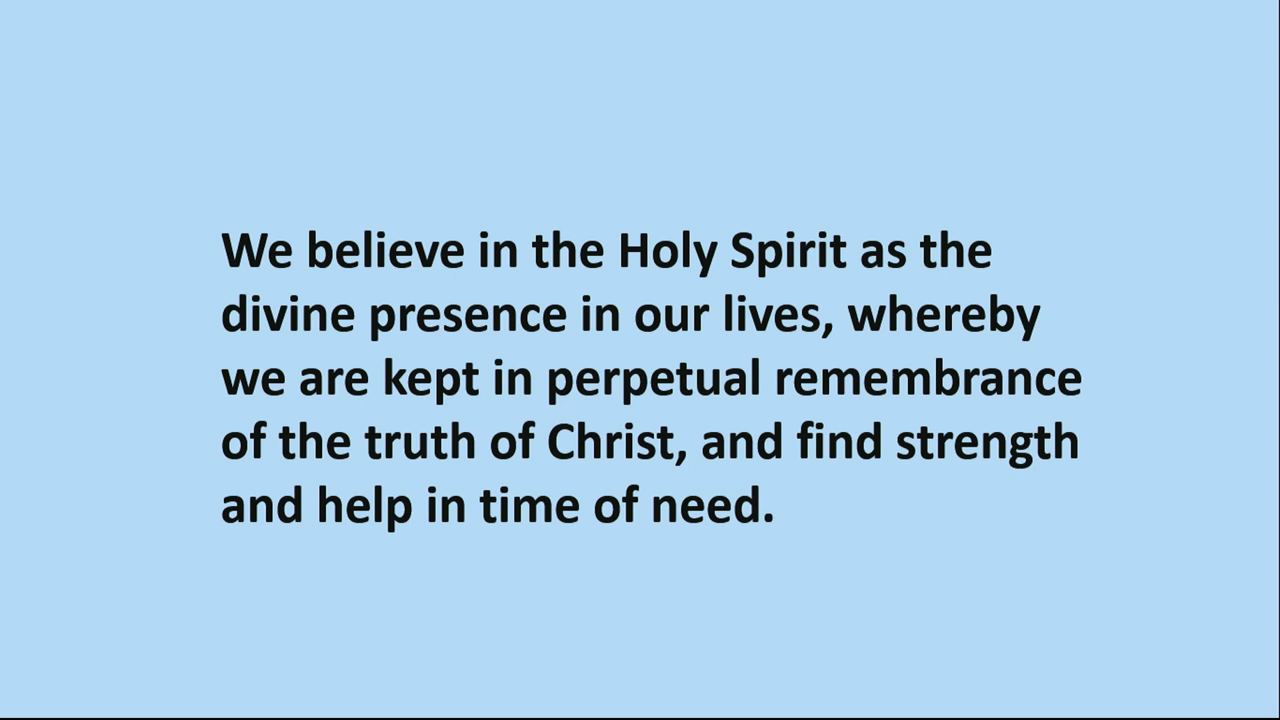 We believe in the Holy Spirit as the
divine presence in our lives, whereby
we are kept in perpetual remembrance
of the truth of Christ, and find strength
and help in time of need.